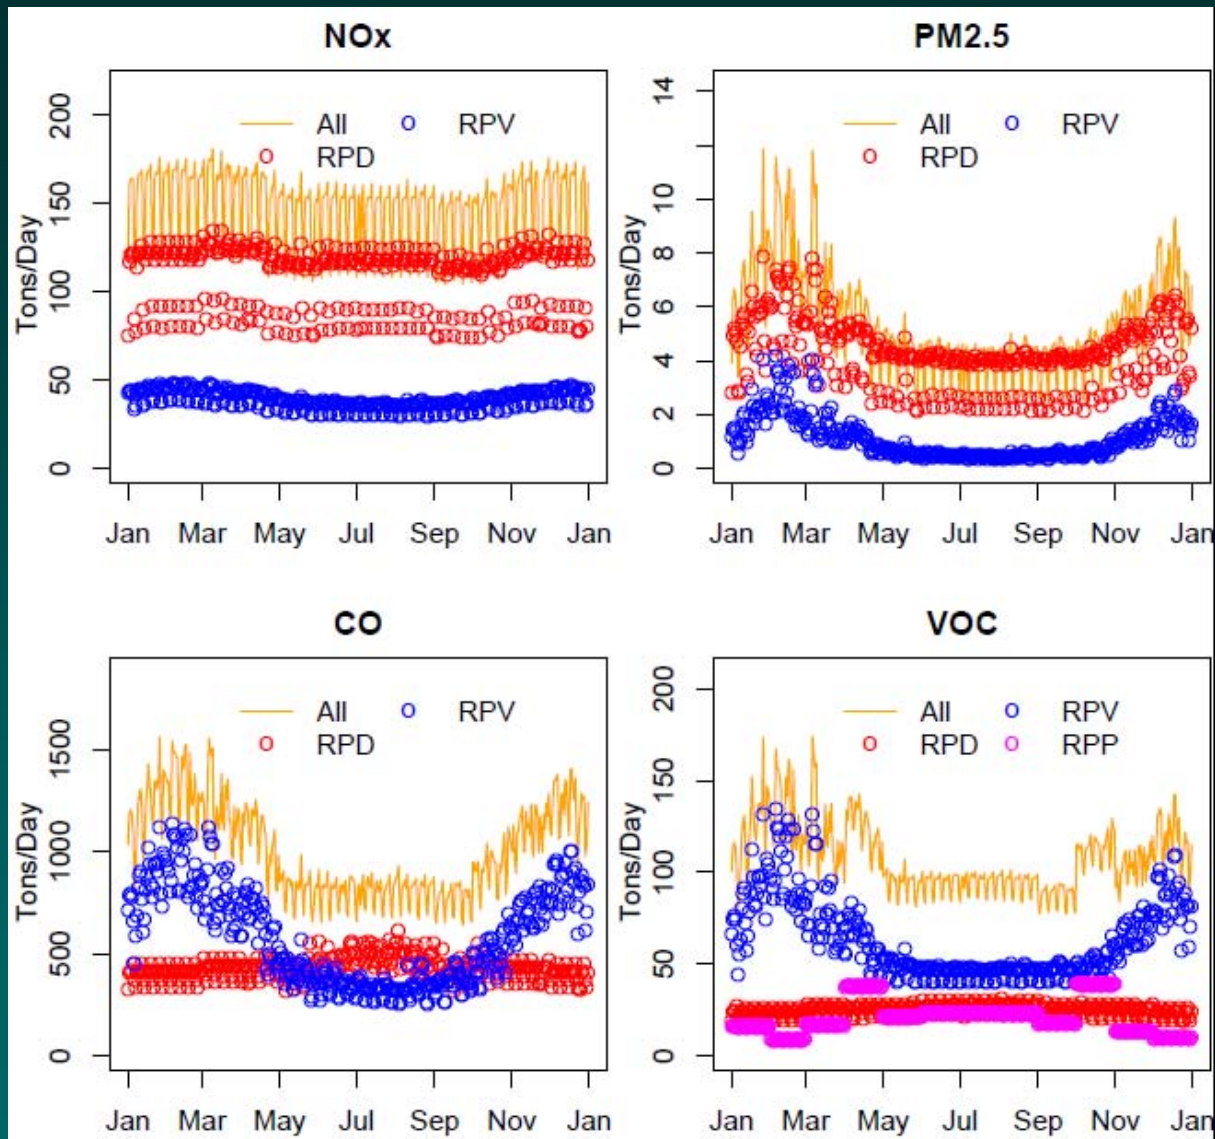 NOx
200
150
100
50
0
Tons/Day
All
RPV
RPD
Jan Mar May Jul Sep Nov Jan
PM2.5
14
10
8
6
4
2
0
Tons/Day
All
RPV
RPD
Jan Mar May Jul Sep Nov Jan
CO
1500
1000
500
0
Tons/Day
All
RPV
RPD
Jan Mar May Jul Sep Nov Jan
VOC
200
150
100
50
0
Tons/Day
All
RPV
RPD
RPP
Jan Mar May Jul Sep Nov Jan